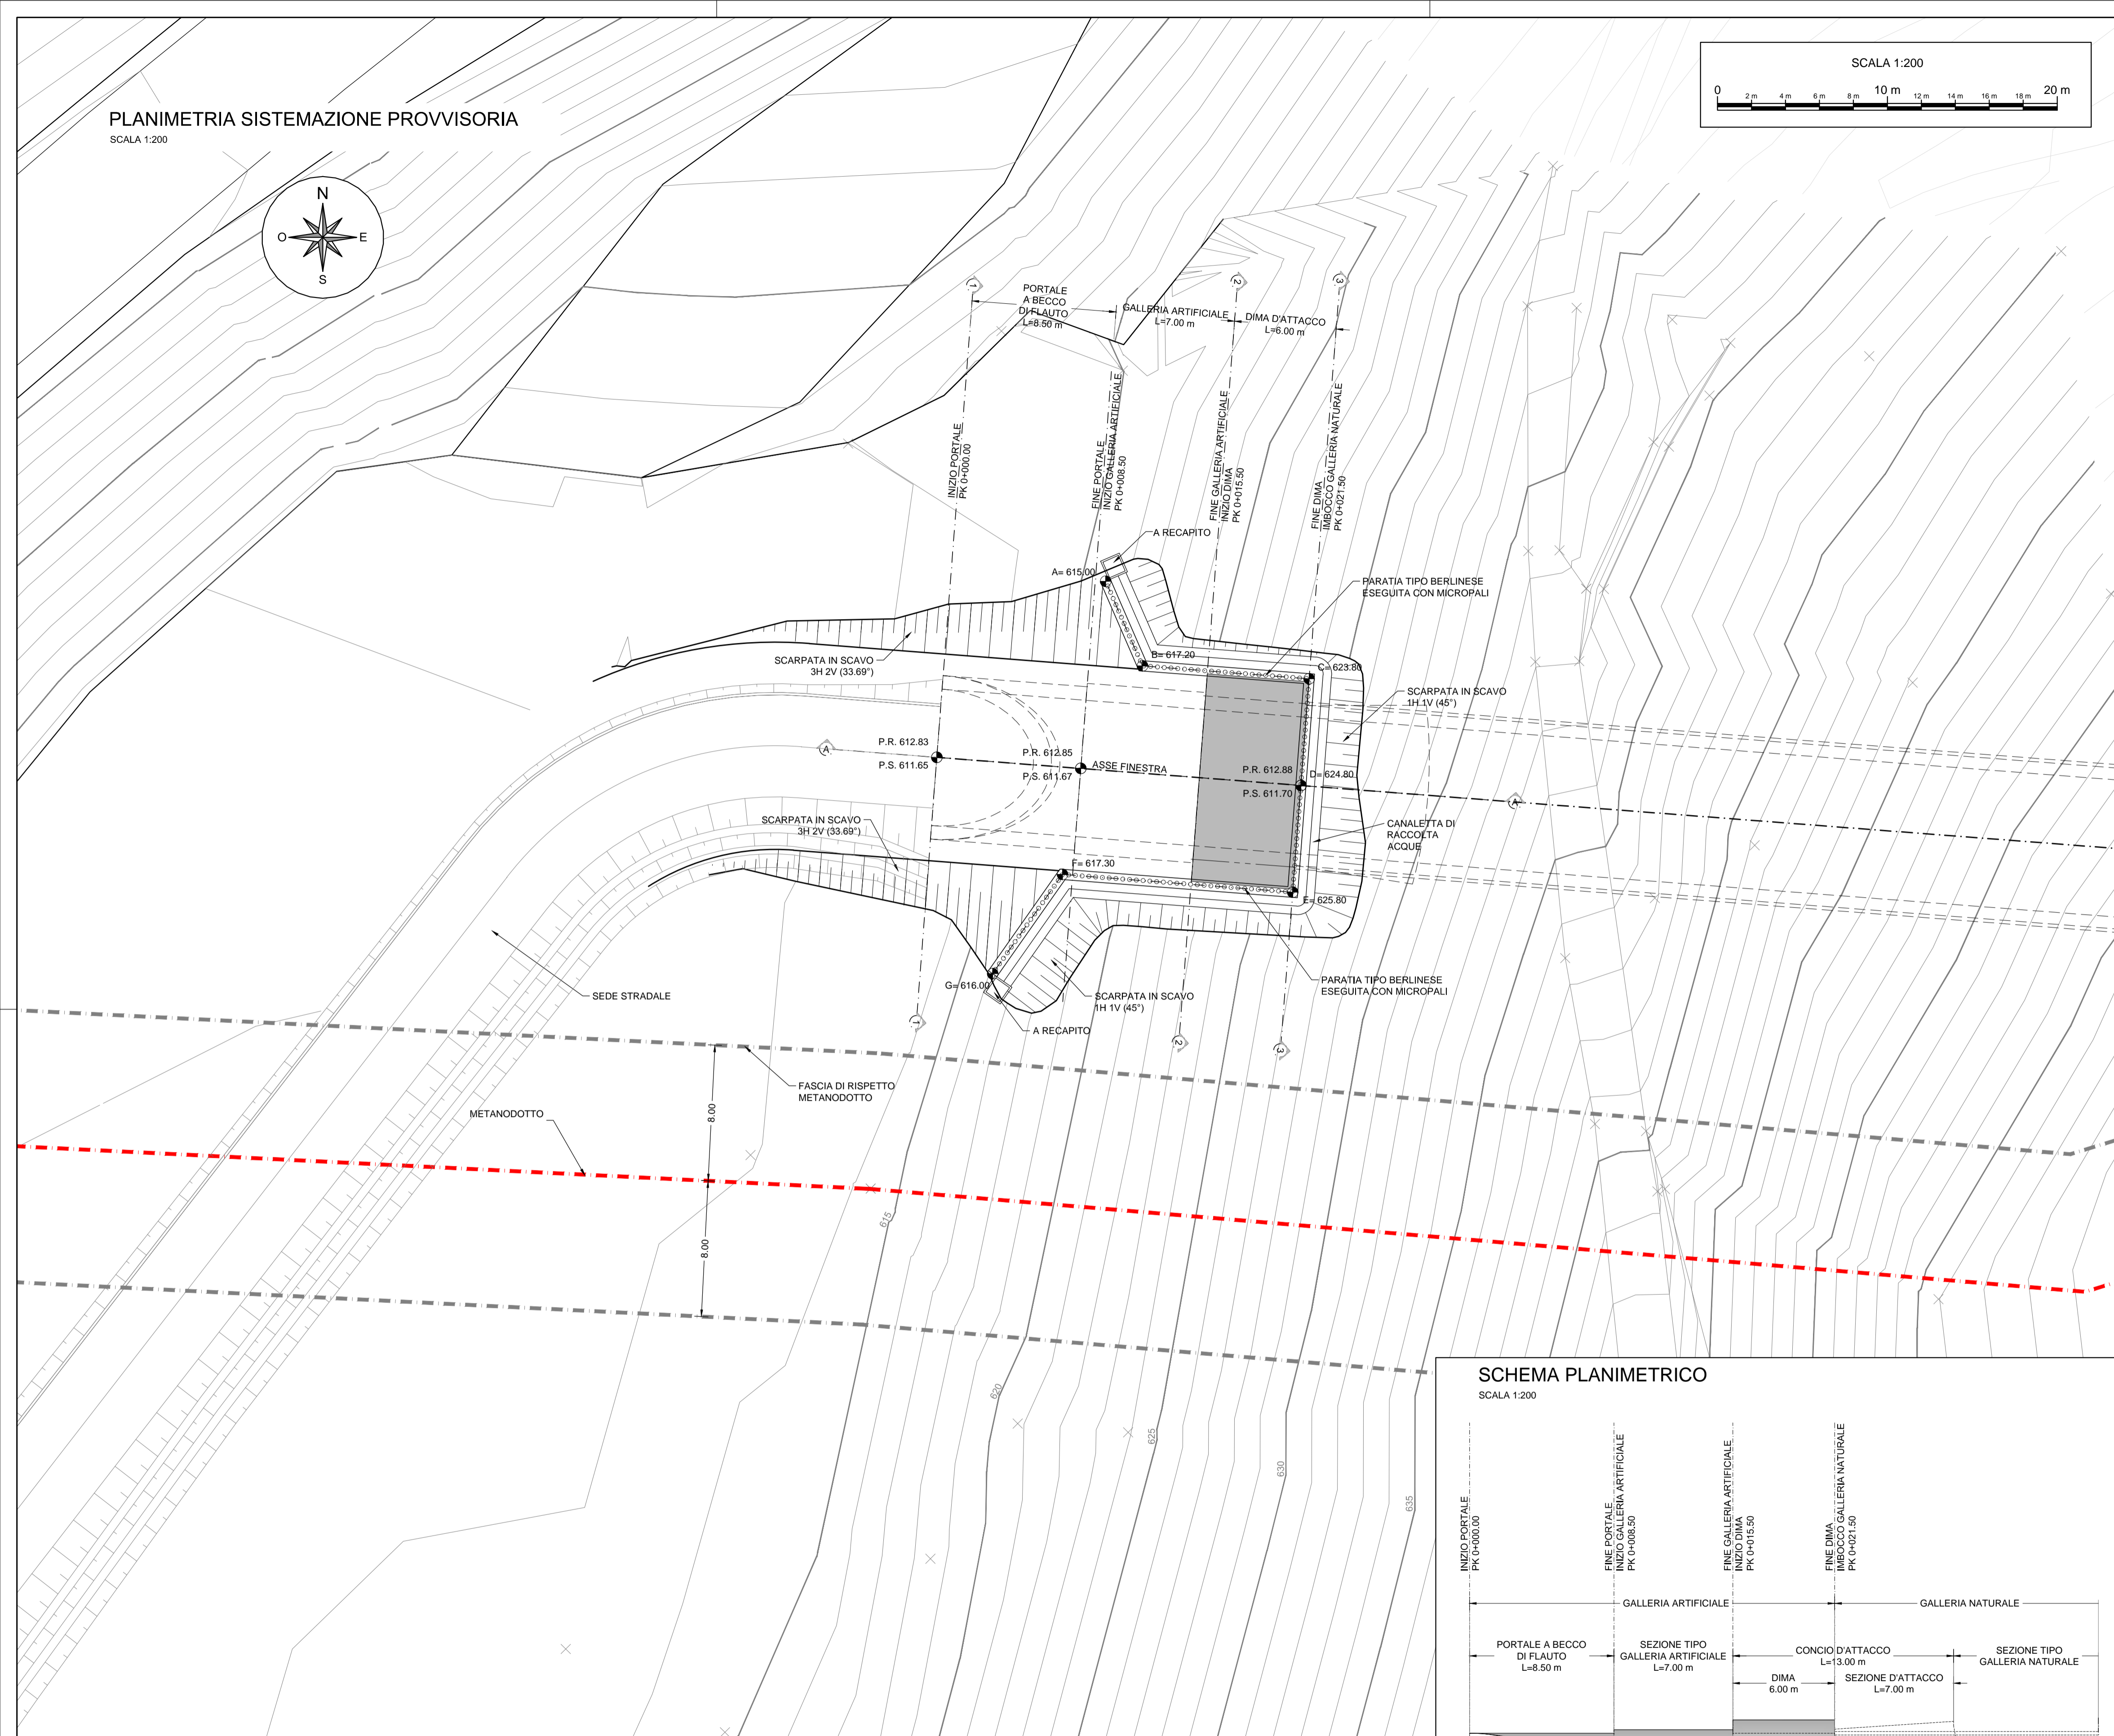 PLANIMETRIA SISTEMAZIONE PROVVISORIA
SCALA 1:200
N
O
E
S
SCALA 1:200
0
2 m
4 m
6 m
8 m
10 m
12 m
14 m
16 m
18 m
20 m
1
2
3
PORTALE
A BECCO
DI FLAUTO
L=8.50 m
GALLERIA ARTIFICIALE
L=7.00 m
DIMA D'ATTACCO
L=6.00 m
INIZIO PORTALE
PK 0+000.00
FINE PORTALE
INIZIO GALLERIA ARTIFICIALE
PK 0+008.50
FINE GALLERIA ARTIFICIALE
INIZIO DIMA
PK 0+015.50
FINE DIMA
IMBOCCO GALLERIA NATURALE
PK 0+021.50
A RECAPITO
A= 615.00
PARATIA TIPO BERLINESE
ESEGUITA CON MICROPALI
B= 617.20
C= 623.80
SCARPATA IN SCAVO
3H 2V (33.69°)
SCARPATA IN SCAVO
1H 1V (45°)
A
P.R. 612.83
P.S. 611.65
P.R. 612.85
P.S. 611.67
ASSE FINESTRA
P.R. 612.88
P.S. 611.70
D= 624.80
A
SCARPATA IN SCAVO
3H 2V (33.69°)
CANALETTA DI
RACCOLTA
ACQUE
F= 617.30
E= 625.80
G= 616.00
SCARPATA IN SCAVO
1H 1V (45°)
PARATIA TIPO BERLINESE
ESEGUITA CON MICROPALI
SEDE STRADALE
A RECAPITO
1
2
3
FASCIA DI RISPETTO
METANODOTTO
METANODOTTO
8.00
8.00
615
620
625
630
635
SCHEMA PLANIMETRICO
SCALA 1:200
INIZIO PORTALE
PK 0+000.00
FINE PORTALE
INIZIO GALLERIA ARTIFICIALE
PK 0+008.50
FINE GALLERIA ARTIFICIALE
INIZIO DIMA
PK 0+015.50
FINE DIMA
IMBOCCO GALLERIA NATURALE
PK 0+021.50
GALLERIA ARTIFICIALE
GALLERIA NATURALE
PORTALE A BECCO
DI FLAUTO
L=8.50 m
SEZIONE TIPO
GALLERIA ARTIFICIALE
L=7.00 m
CONCIO D'ATTACCO
L=13.00 m
SEZIONE TIPO
GALLERIA NATURALE
DIMA
6.00 m
SEZIONE D'ATTACCO
L=7.00 m